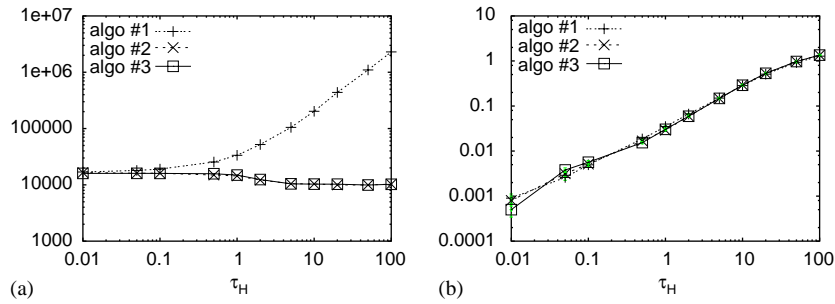 1e+07
1e+06
100000
10000
1000
algo #1
algo #2
algo #3
0.01 0.1 1 10 100
τH
(a)
10
1
0.1
0.01
0.001
0.0001
algo #1
algo #2
algo #3
0.01 0.1 1 10 100
τH
(b)